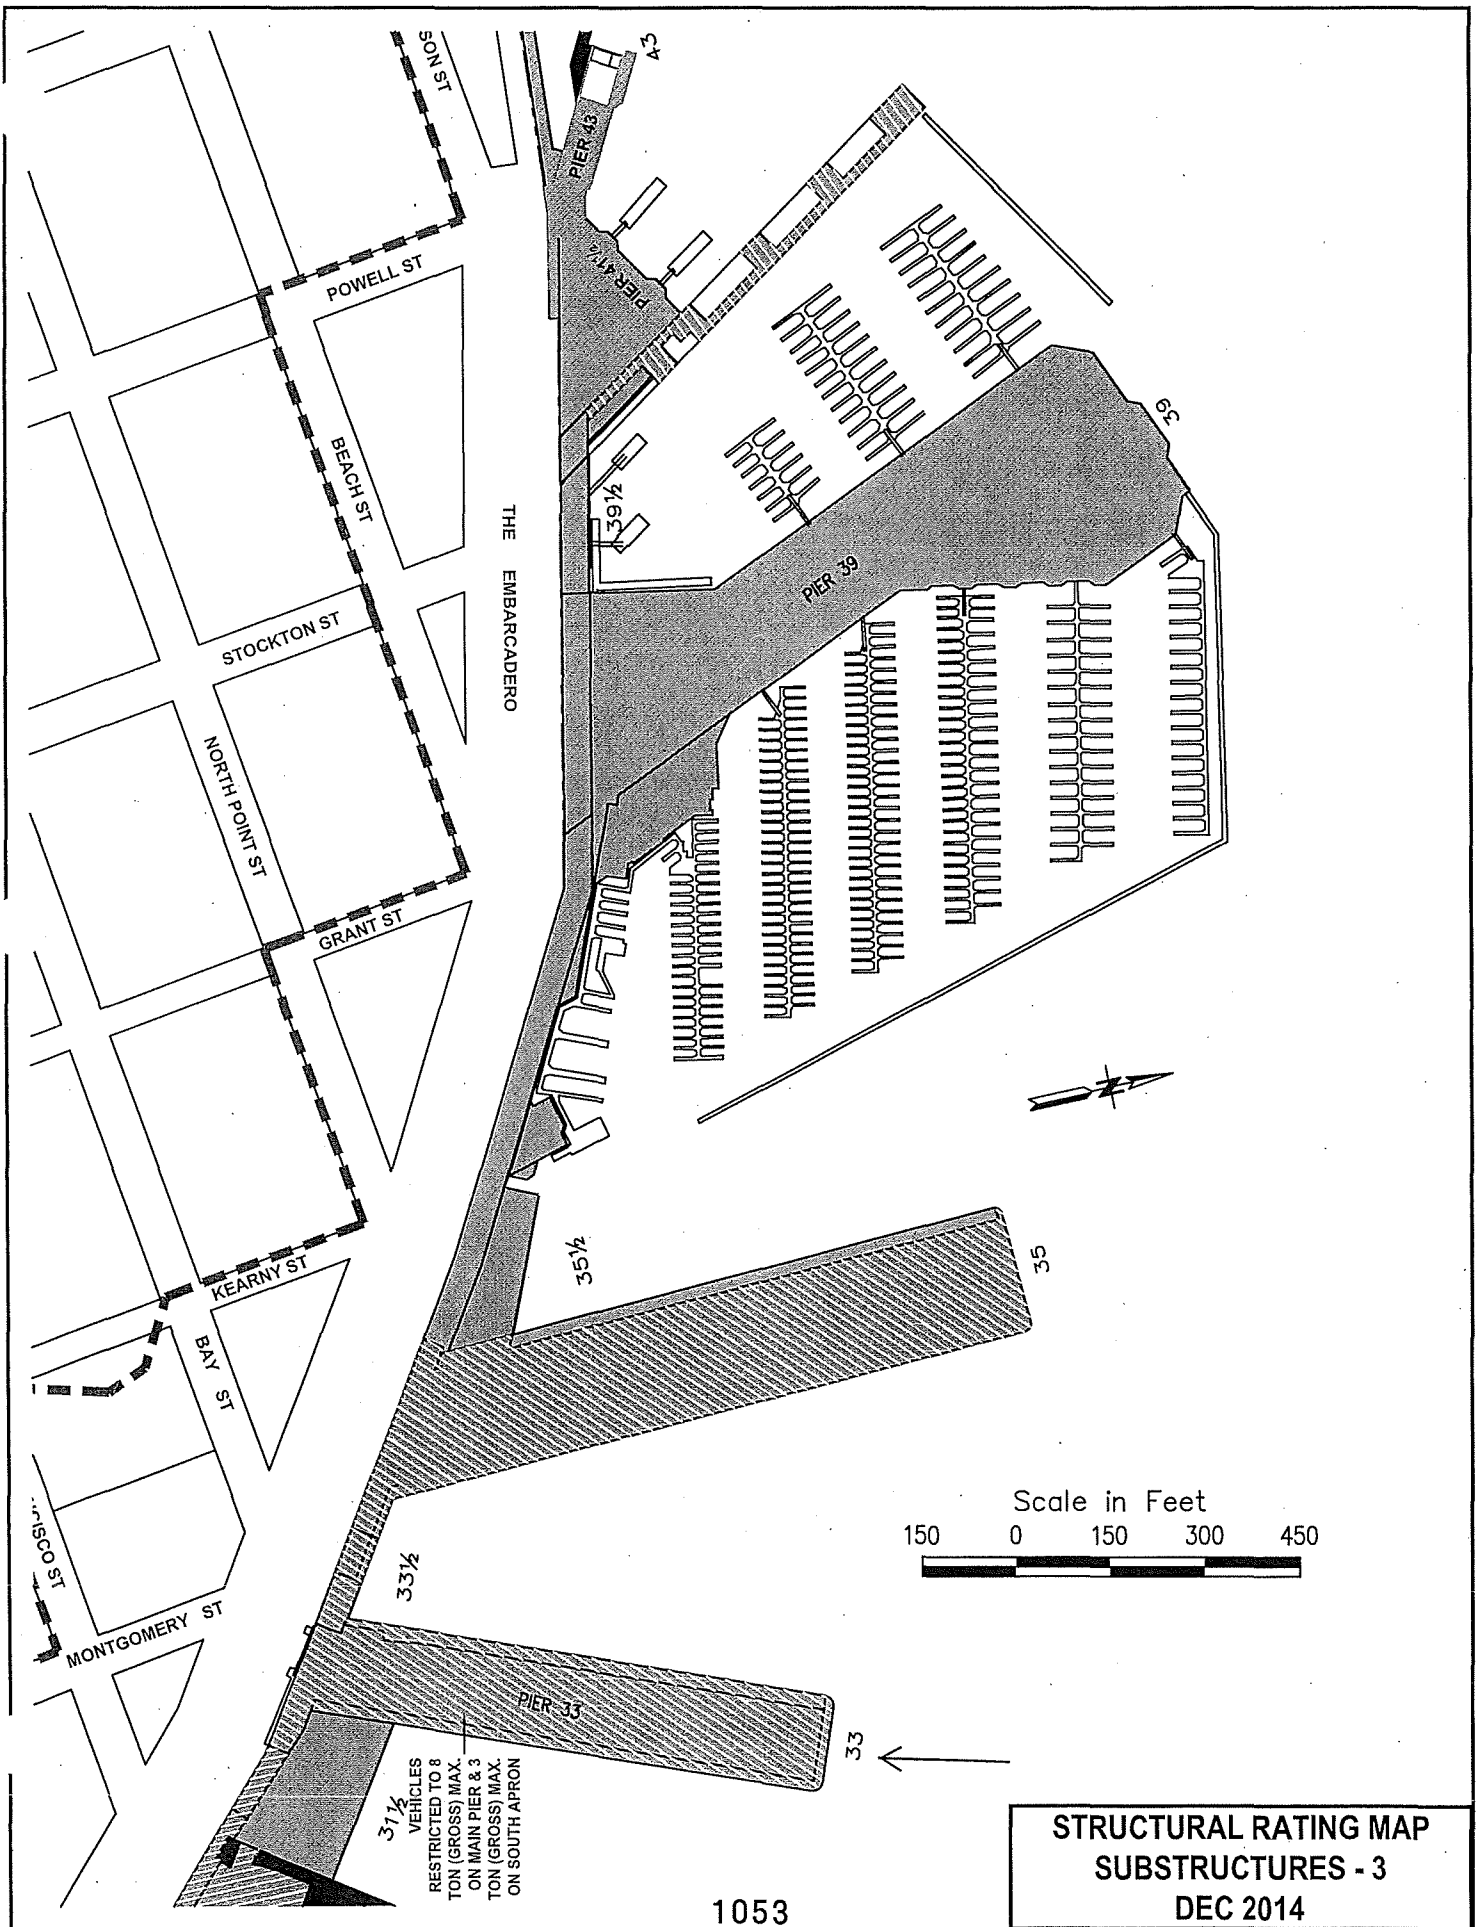 SON ST
43
PIER 43
PIER 41½
POWELL ST
39
BEACH ST
39½
THE EMBARCADERO
PIER 39
STOCKTON ST
NORTH POINT ST
GRANT ST
35½
35
KEARNY ST
BAY ST
Scale in Feet
150 0 150 300 450
ISCO ST
33½
MONTGOMERY ST
PIER 33
33
31½
VEHICLES
RESTRICTED TO 8
TON (GROSS) MAX.
ON MAIN PIER & 3
TON (GROSS) MAX.
ON SOUTH APRON
N
STRUCTURAL RATING MAP
SUBSTRUCTURES - 3
DEC 2014
1053